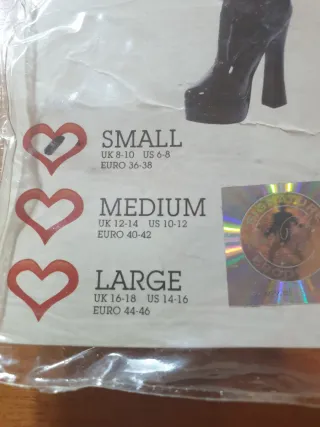 SMALL
UK 8-10 US 6-8
EURO 36-38
MEDIUM
UK 12-14 US 10-12
EURO 40-42
LARGE
UK 16-18 US 14-16
EURO 44-46